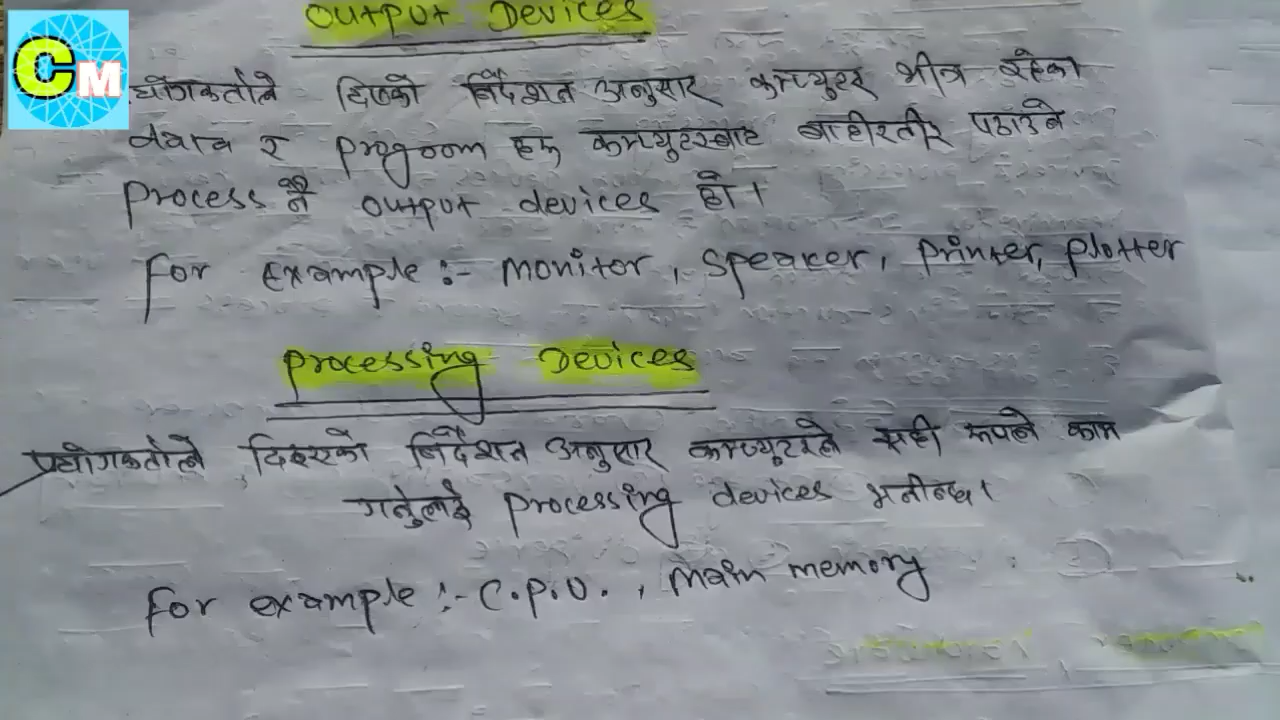 CM
Output Devices
प्रयोगकर्ताले दिएको निर्देशन अनुसार कम्प्युटर भीत्र रहेका
data र program हरु कम्प्युटरबाट बाहीरतीर पठाउने
process नै output devices हो।
for example :- monitor, speacer, printer, plotter
processing Devices
प्रयोगकर्ताले दिइएको निर्देशन अनुसार कम्प्युटरले सही रूपले काम
गर्नुलाई processing devices भनीन्छ।
for example :- C.P.U. , main memory